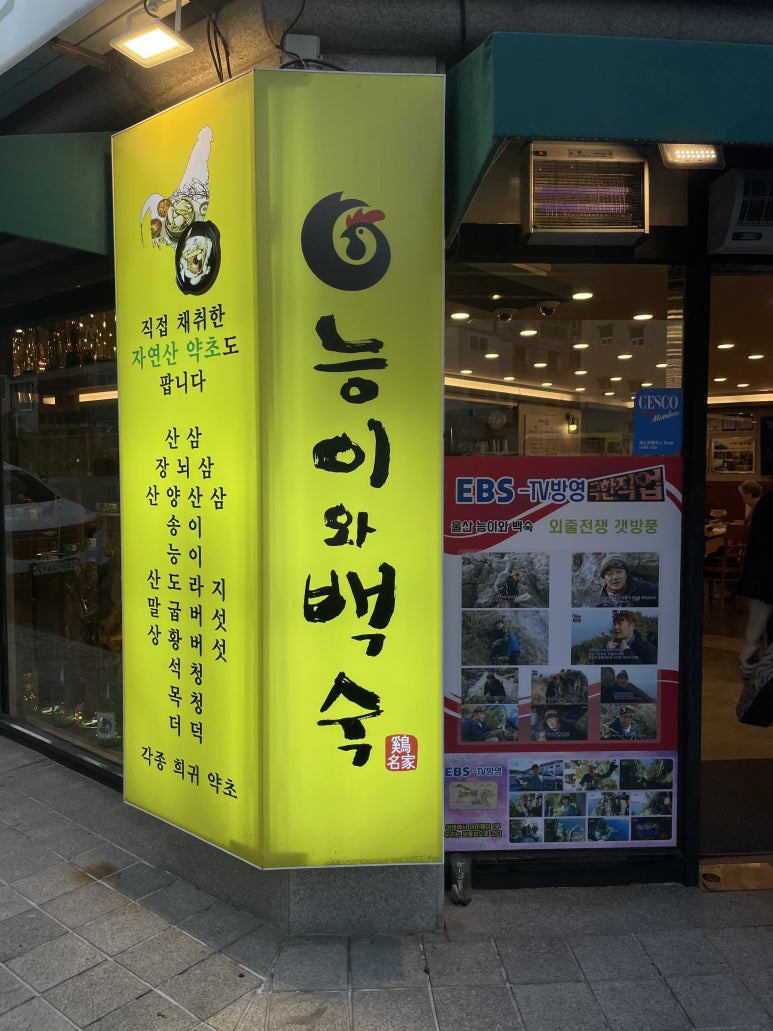 직접 채취한
자연산 약초도
팝니다
산삼
장뇌삼
산양산삼
송이
능이
산도라지
말굽버섯
상황버섯
석청
목청
더덕
각종 희귀 약초
능이와백숙
鷄
名家
CESCO
Members
EBS-TV방영 극한직업
울산 능이와 백숙 외줄전쟁 갯방풍
EBS-TV방영